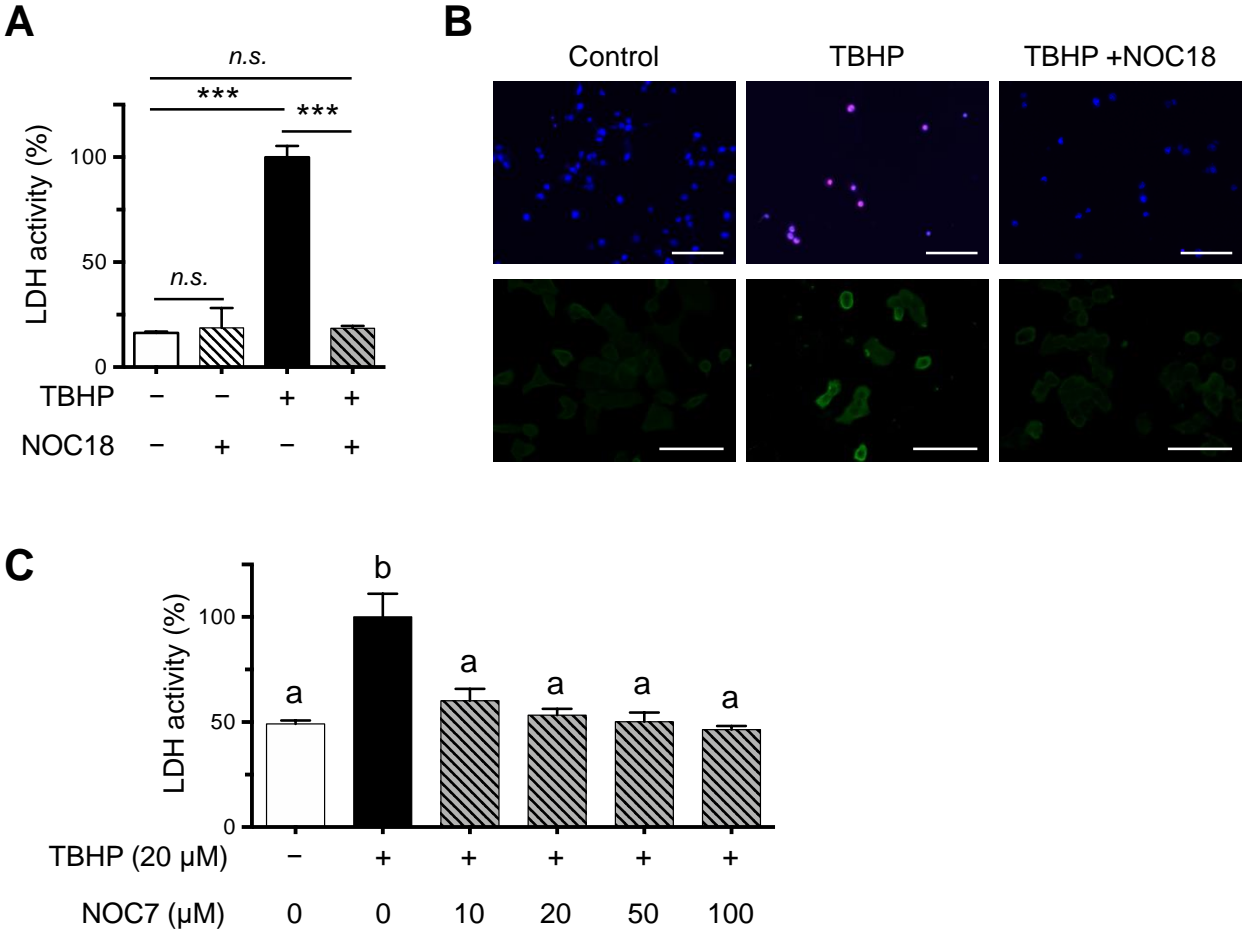 A
n.s.
***
***
LDH activity (%)
100
50
0
n.s.
TBHP − − + +
NOC18 − + − +
B
Control TBHP TBHP +NOC18
C
LDH activity (%)
100
50
0
a b a a a a
TBHP (20 µM) − + + + + +
NOC7 (µM) 0 0 10 20 50 100